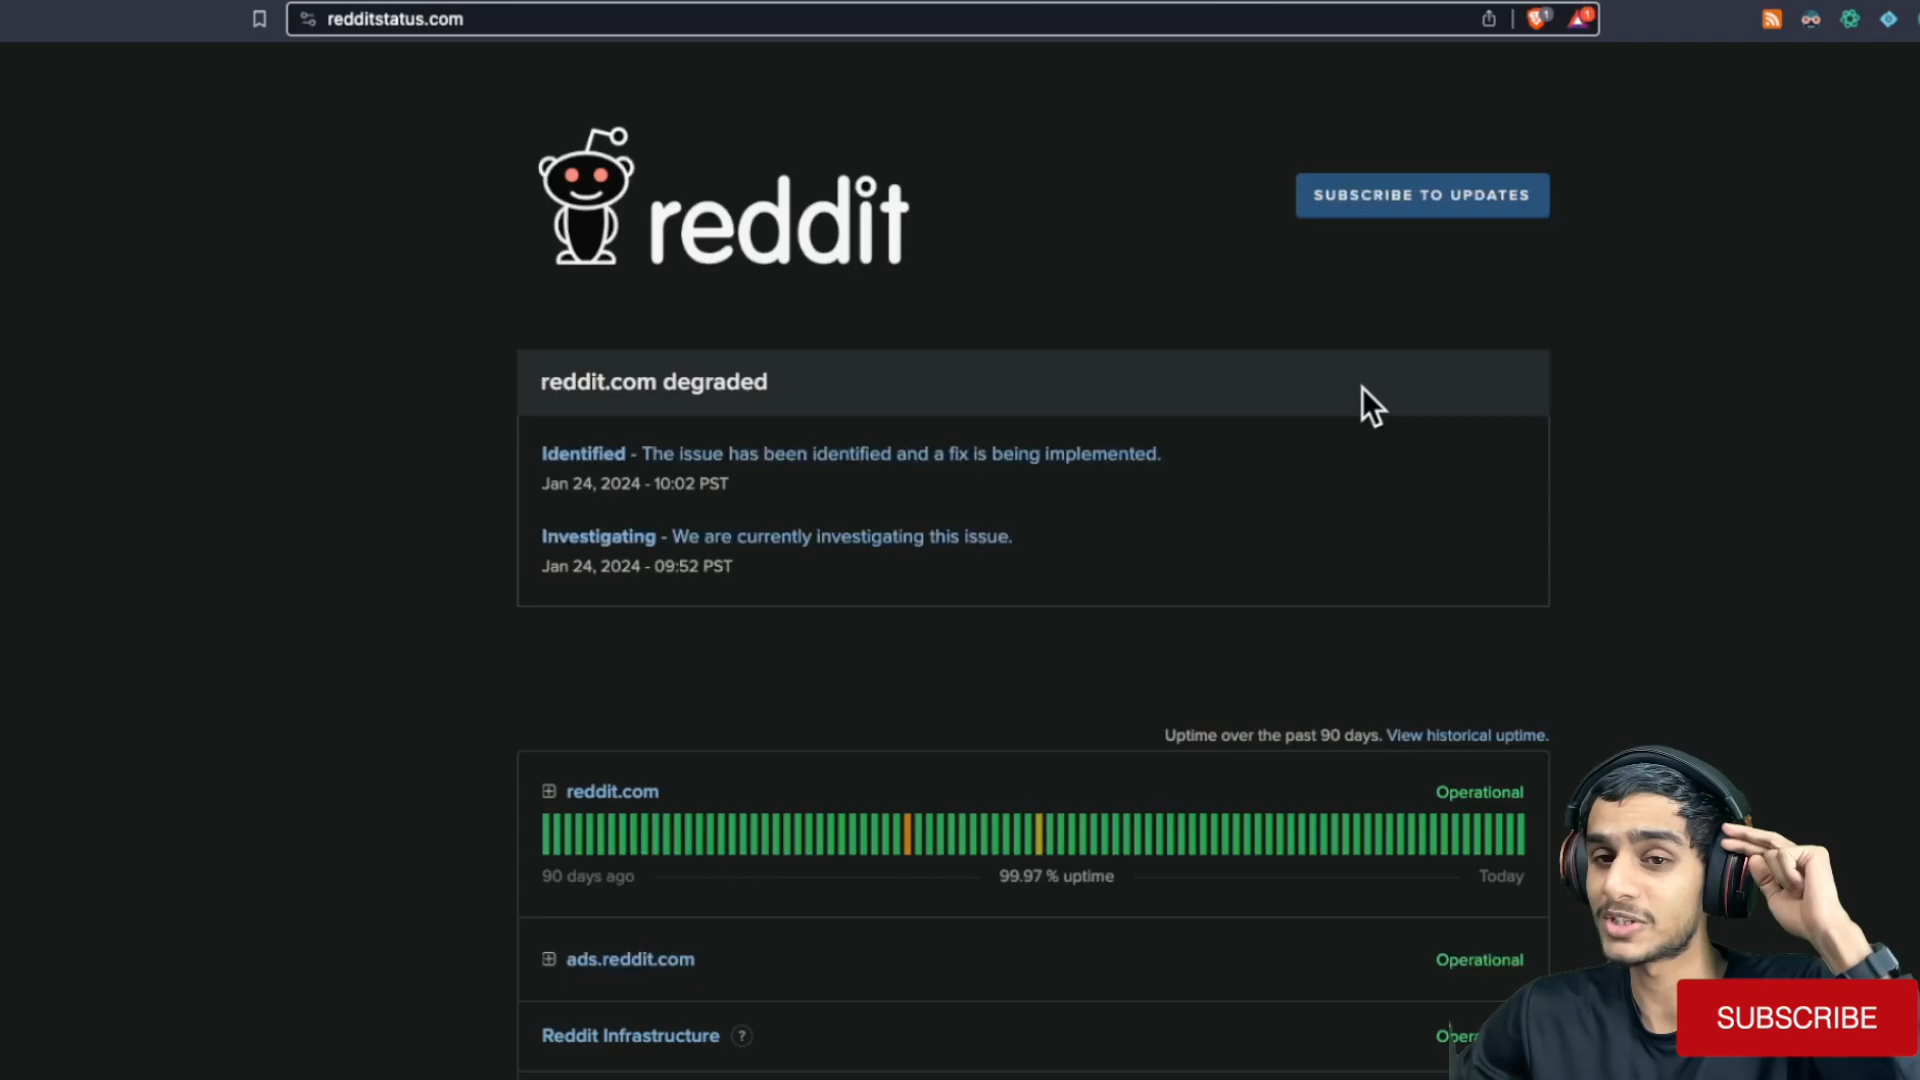 redditstatus.com
1
1
reddit
SUBSCRIBE TO UPDATES
reddit.com degraded
Identified - The issue has been identified and a fix is being implemented.
Jan 24, 2024 - 10:02 PST
Investigating - We are currently investigating this issue.
Jan 24, 2024 - 09:52 PST
Uptime over the past 90 days. View historical uptime.
reddit.com
Operational
90 days ago
99.97 % uptime
Today
ads.reddit.com
Operational
Reddit Infrastructure ?
Opera
SUBSCRIBE